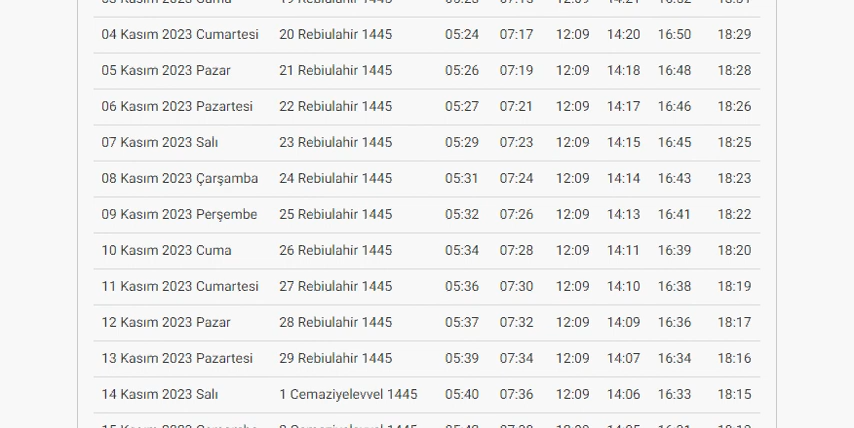 04 Kasım 2023 Cumartesi 20 Rebiulahir 1445 05:24 07:17 12:09 14:20 16:50 18:29
05 Kasım 2023 Pazar 21 Rebiulahir 1445 05:26 07:19 12:09 14:18 16:48 18:28
06 Kasım 2023 Pazartesi 22 Rebiulahir 1445 05:27 07:21 12:09 14:17 16:46 18:26
07 Kasım 2023 Salı 23 Rebiulahir 1445 05:29 07:23 12:09 14:15 16:45 18:25
08 Kasım 2023 Çarşamba 24 Rebiulahir 1445 05:31 07:24 12:09 14:14 16:43 18:23
09 Kasım 2023 Perşembe 25 Rebiulahir 1445 05:32 07:26 12:09 14:13 16:41 18:22
10 Kasım 2023 Cuma 26 Rebiulahir 1445 05:34 07:28 12:09 14:11 16:39 18:20
11 Kasım 2023 Cumartesi 27 Rebiulahir 1445 05:36 07:30 12:09 14:10 16:38 18:19
12 Kasım 2023 Pazar 28 Rebiulahir 1445 05:37 07:32 12:09 14:09 16:36 18:17
13 Kasım 2023 Pazartesi 29 Rebiulahir 1445 05:39 07:34 12:09 14:07 16:34 18:16
14 Kasım 2023 Salı 1 Cemaziyelevvel 1445 05:40 07:36 12:09 14:06 16:33 18:15